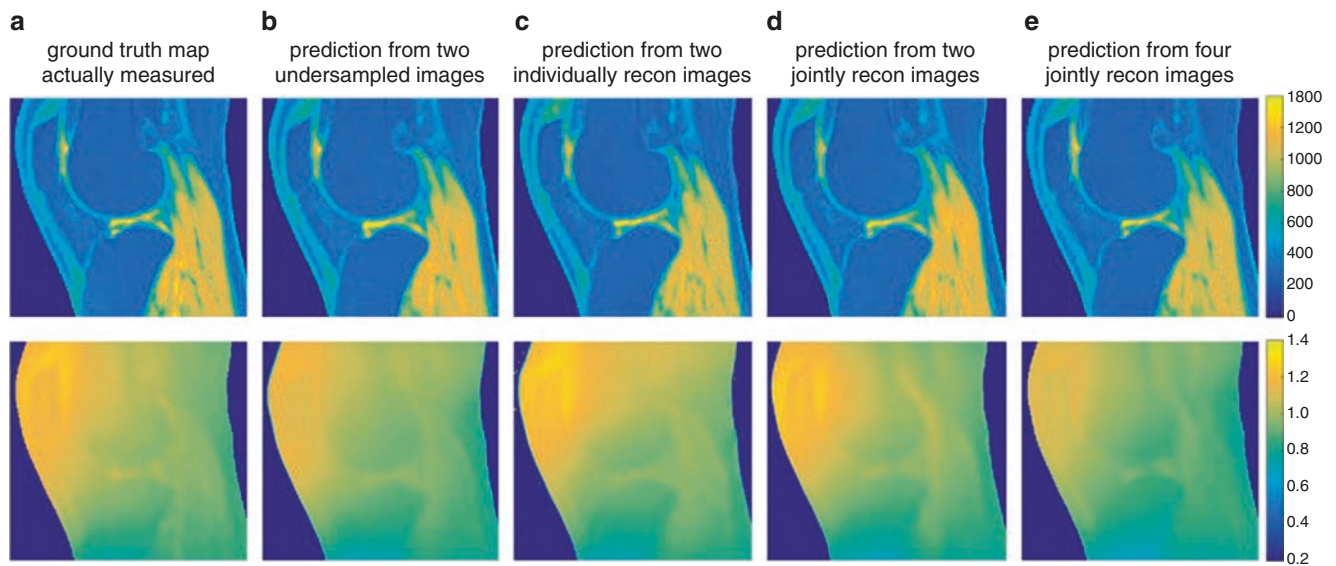 a
ground truth map
actually measured
b
prediction from two
undersampled images
c
prediction from two
individually recon images
d
prediction from two
jointly recon images
e
prediction from four
jointly recon images
1800
1200
1000
800
600
400
200
0
1.4
1.2
1.0
0.8
0.6
0.4
0.2